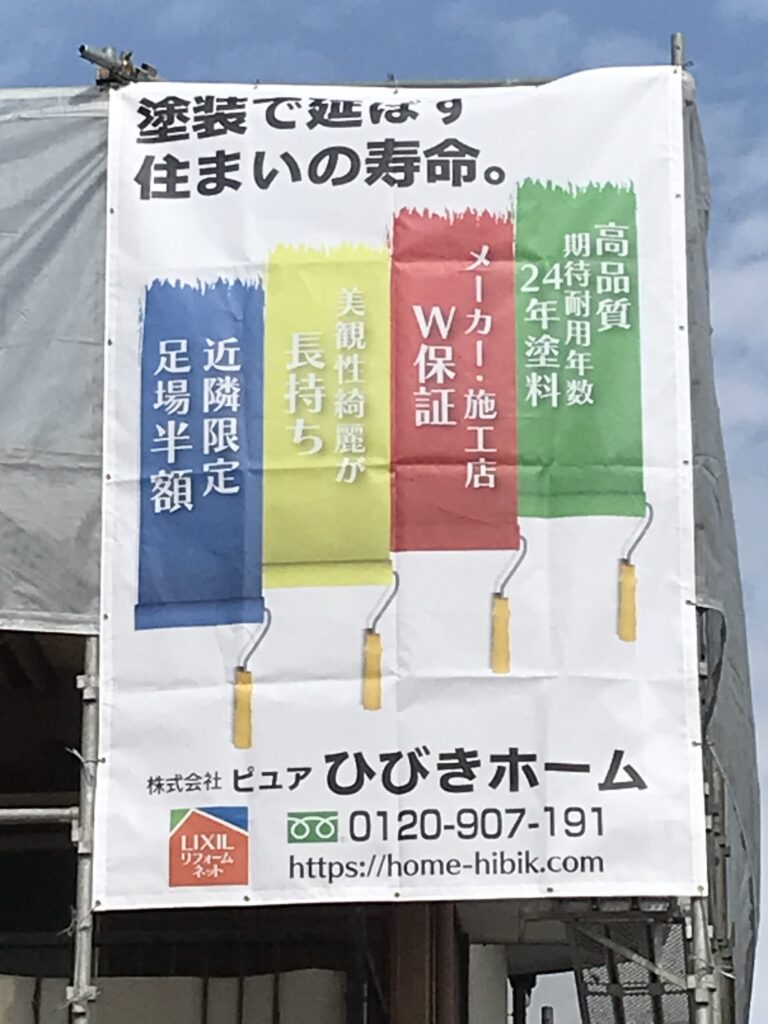 塗装で延ばす
住まいの寿命。
高品質
期待耐用年数
24年塗料
メーカー・施工店
W保証
美観性綺麗が
長持ち
近隣限定
足場半額
株式会社 ピュア ひびきホーム
LIXIL
リフォーム
ネット
0120-907-191
https://home-hibik.com